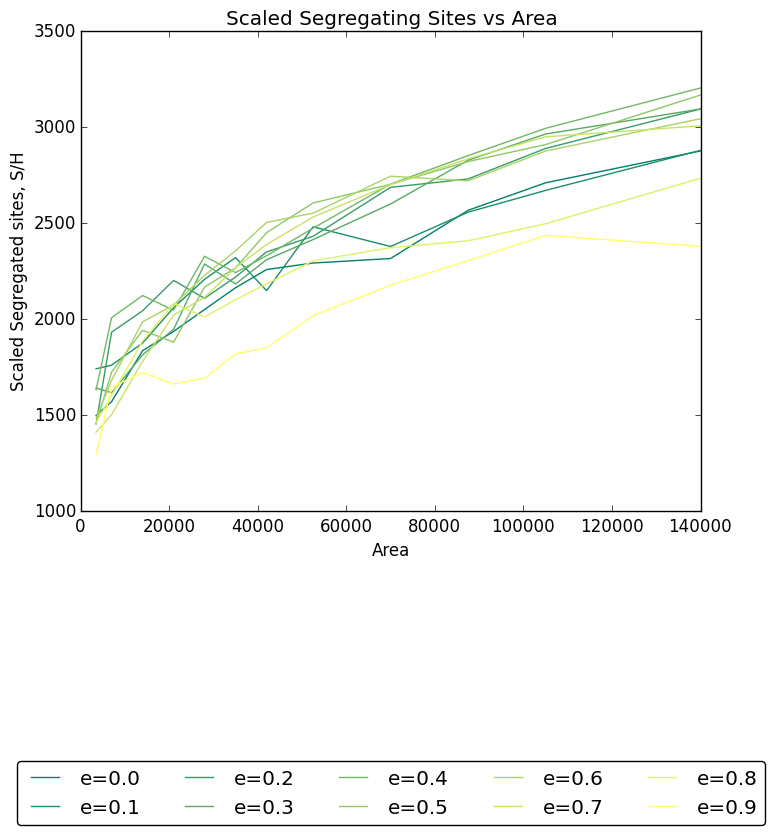 Scaled Segregating Sites vs Area
3500
3000
2500
2000
1500
1000
Scaled Segregated sites, S/H
0 20000 40000 60000 80000 100000 120000 140000
Area
e=0.0 e=0.2 e=0.4 e=0.6 e=0.8
e=0.1 e=0.3 e=0.5 e=0.7 e=0.9